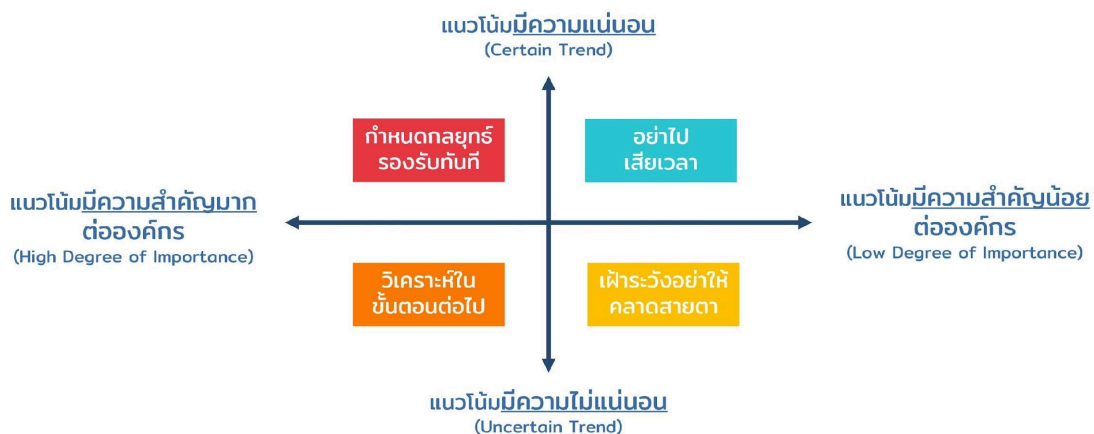 แนวโน้มมีความแน่นอน
(Certain Trend)
กำหนดกลยุทธ์
รองรับทันที
อย่าไป
เสียเวลา
แนวโน้มมีความสำคัญมาก
ต่อองค์กร
(High Degree of Importance)
แนวโน้มมีความสำคัญน้อย
ต่อองค์กร
(Low Degree of Importance)
วิเคราะห์ใน
ขั้นตอนต่อไป
เฝ้าระวังอย่าให้
คลาดสายตา
แนวโน้มมีความไม่แน่นอน
(Uncertain Trend)